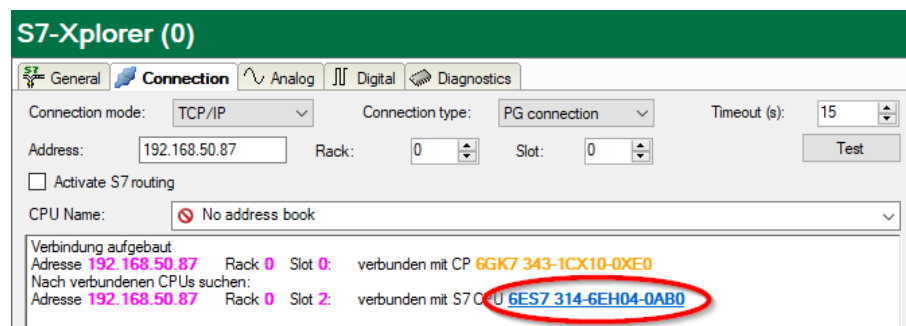 S7-Xplorer (0)
S7 General Connection Analog Digital Diagnostics
Connection mode: TCP/IP Connection type: PG connection Timeout (s): 15
Address: 192.168.50.87 Rack: 0 Slot: 0 Test
Activate S7 routing
CPU Name: No address book
Verbindung aufgebaut
Adresse 192.168.50.87 Rack 0 Slot 0: verbunden mit CP 6GK7 343-1CX10-0XE0
Nach verbundenen CPUs suchen:
Adresse 192.168.50.87 Rack 0 Slot 2: verbunden mit S7 CPU 6ES7 314-6EH04-0AB0